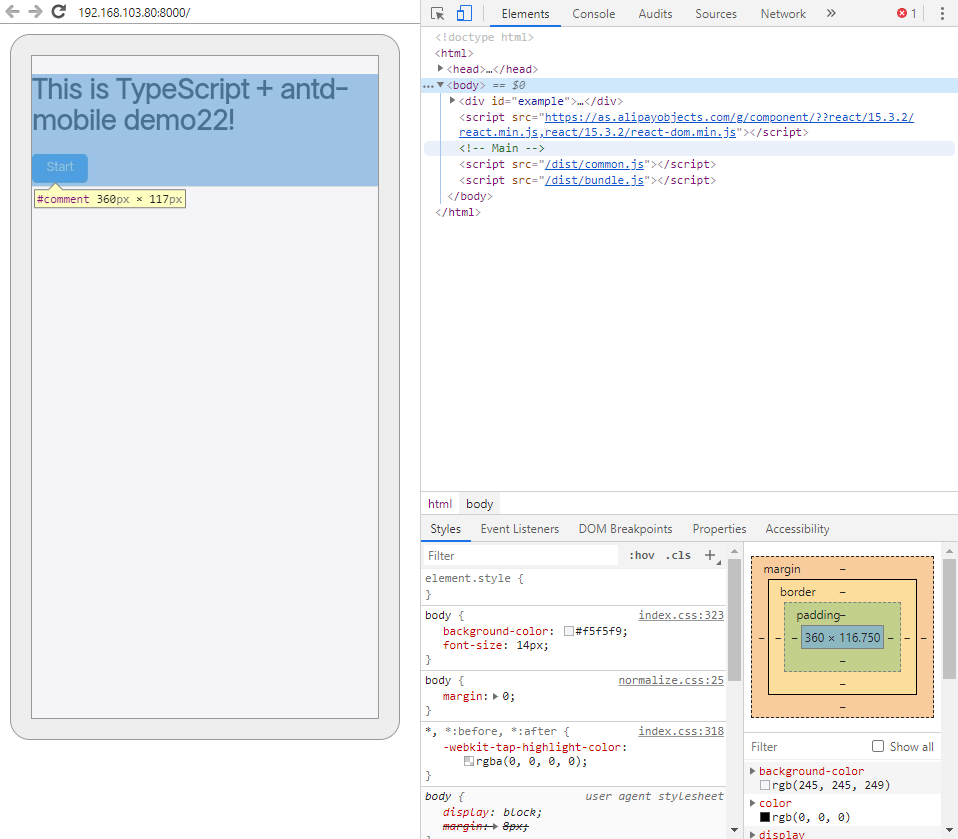 192.168.103.80:8000/
This is TypeScript + antd-
mobile demo22!
Start
#comment 360px × 117px
Elements Console Audits Sources Network » 1
<!doctype html>
<html>
<head>…</head>
<body> == $0
<div id="example">…</div>
<script src="https://as.alipayobjects.com/g/component/??react/15.3.2/
react.min.js,react/15.3.2/react-dom.min.js"></script>
<!-- Main -->
<script src="/dist/common.js"></script>
<script src="/dist/bundle.js"></script>
</body>
</html>
html body
Styles Event Listeners DOM Breakpoints Properties Accessibility
Filter :hov .cls +
element.style {
}
body { index.css:323
background-color: #f5f5f9;
font-size: 14px;
}
body { normalize.css:25
margin: 0;
}
*, *:before, *:after { index.css:318
-webkit-tap-highlight-color:
rgba(0, 0, 0, 0);
}
body { user agent stylesheet
display: block;
margin: 8px;
margin –
border –
padding –
– – – 360 × 116.750 – – –
–
–
–
Filter Show all
background-color
rgb(245, 245, 249)
color
rgb(0, 0, 0)
display